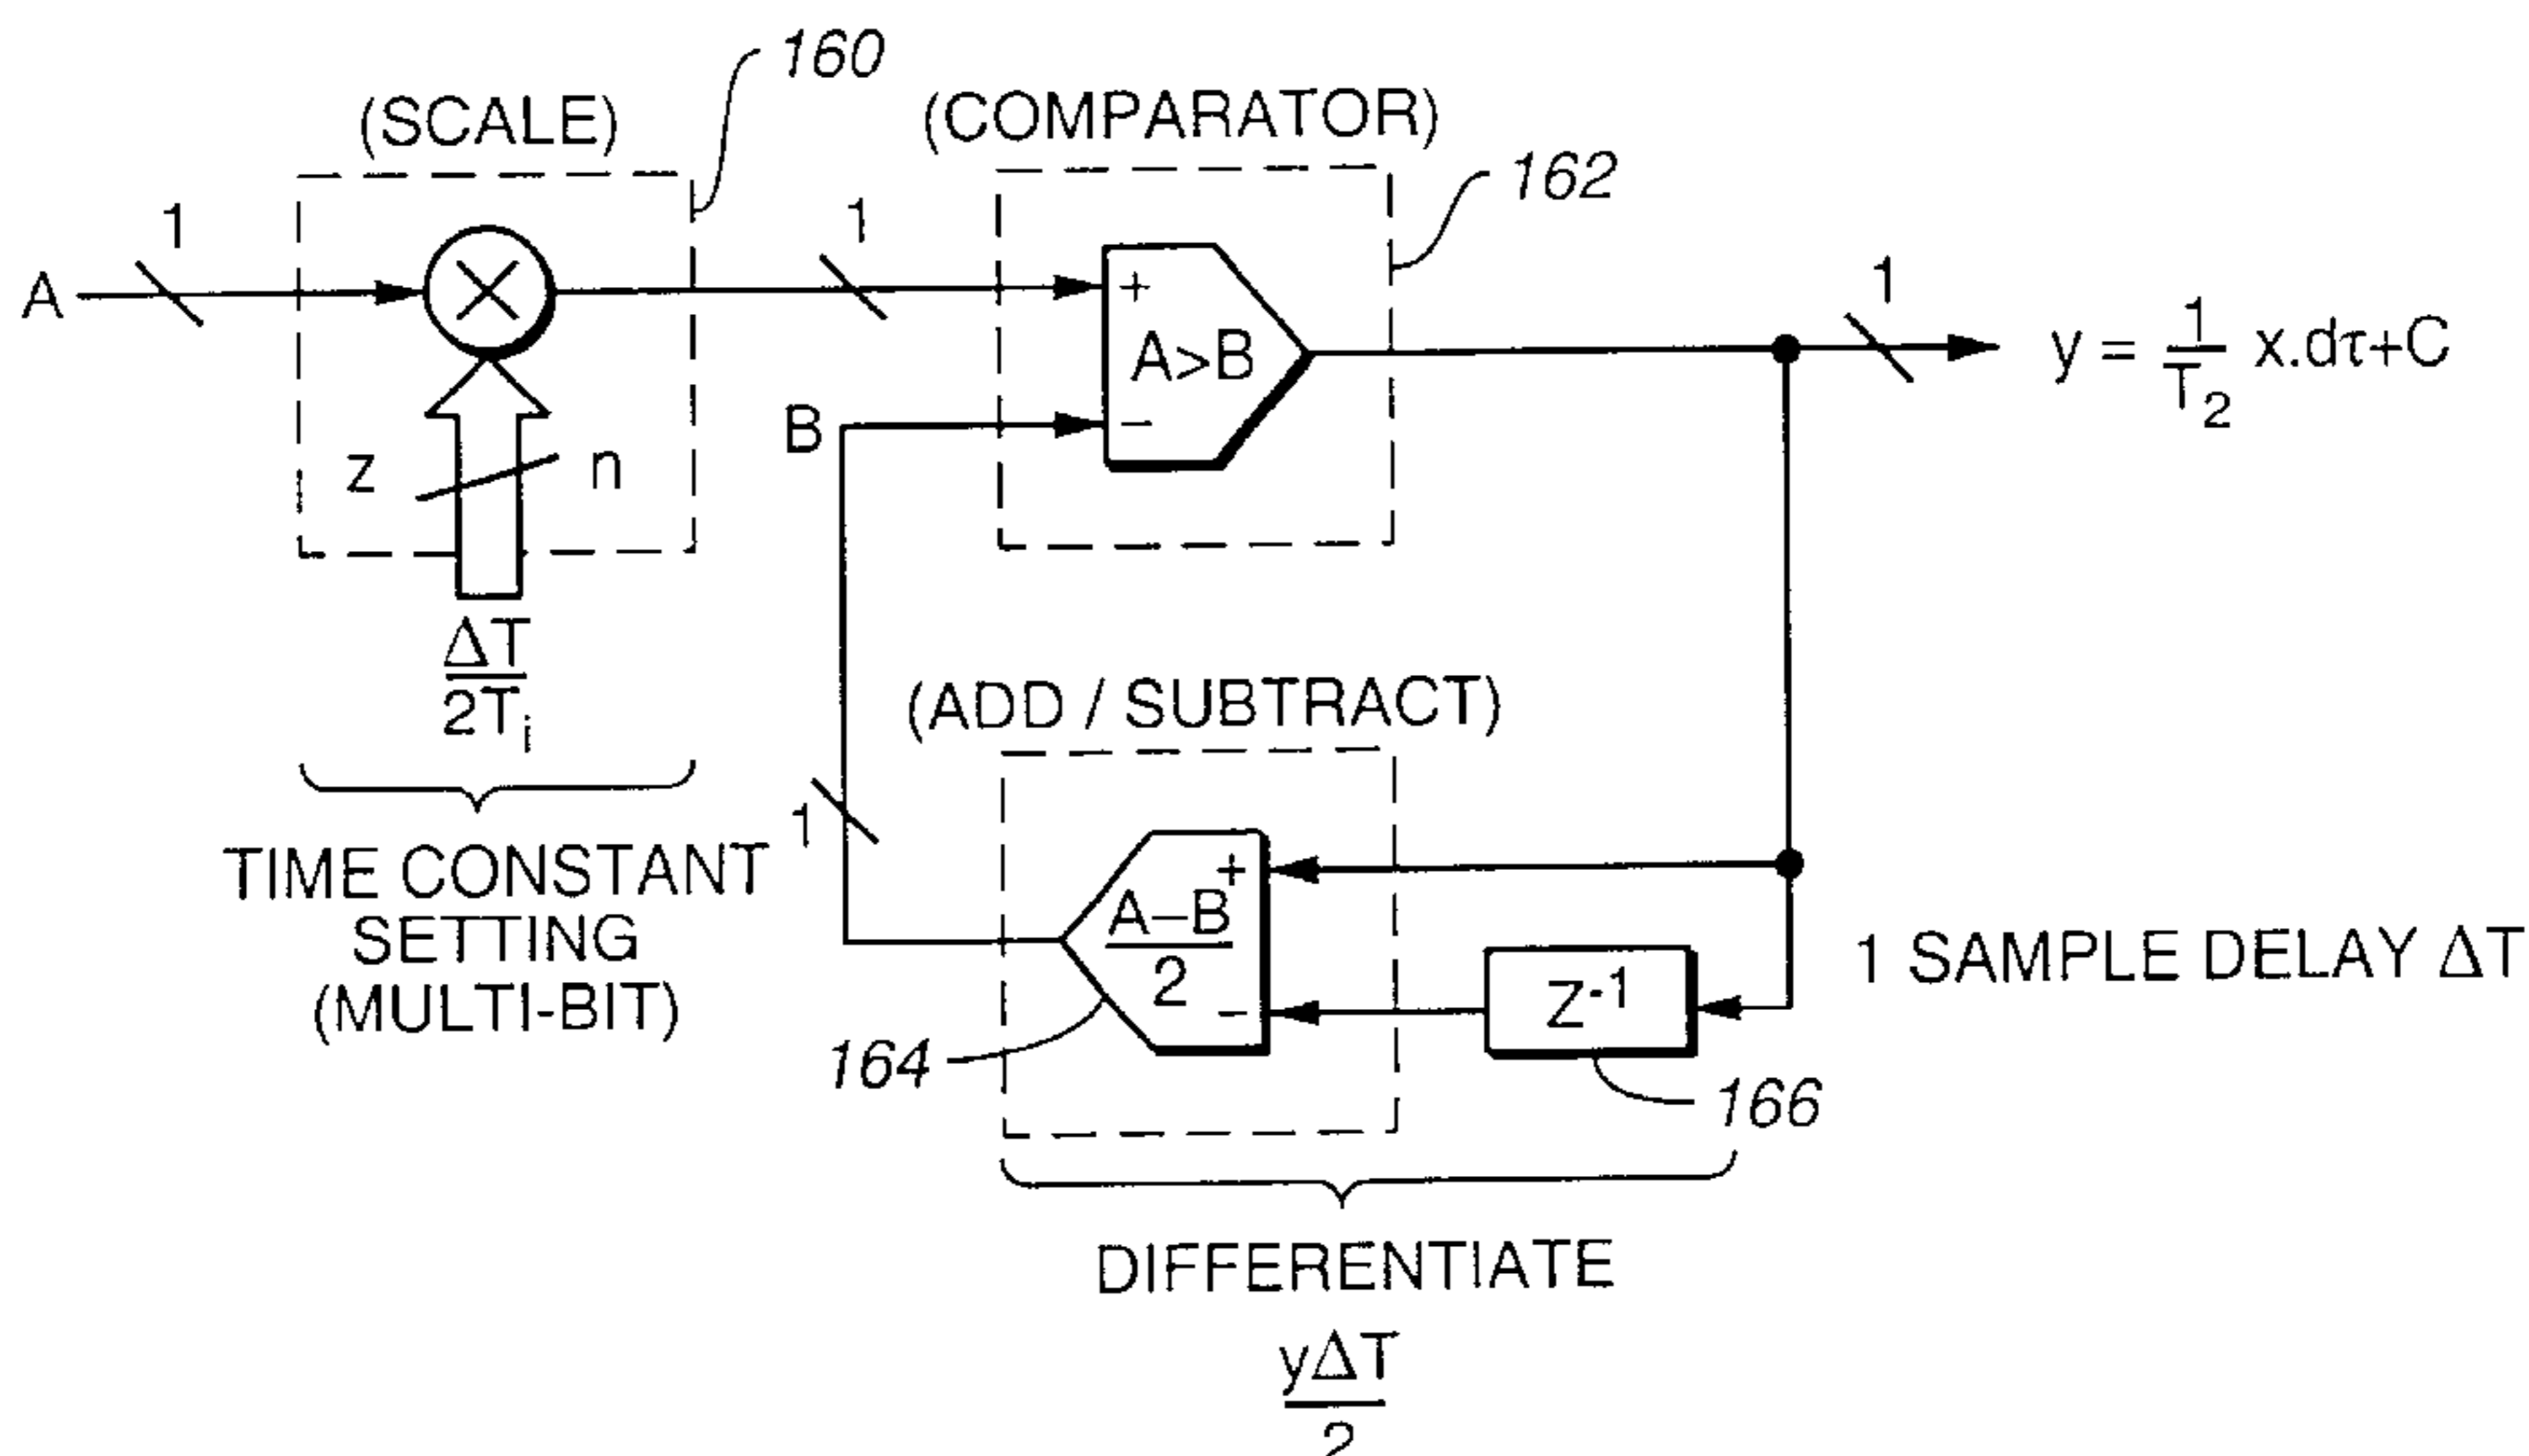 160
(SCALE)
(COMPARATOR)
162
1
1
1
A
+
A>B
−
B
y = 1/T₂ x.dτ+C
z
n
ΔT
2Tᵢ
(ADD / SUBTRACT)
1
TIME CONSTANT
SETTING
(MULTI-BIT)
+
A−B
2
−
Z⁻¹
1 SAMPLE DELAY ΔT
164
166
DIFFERENTIATE
yΔT
2